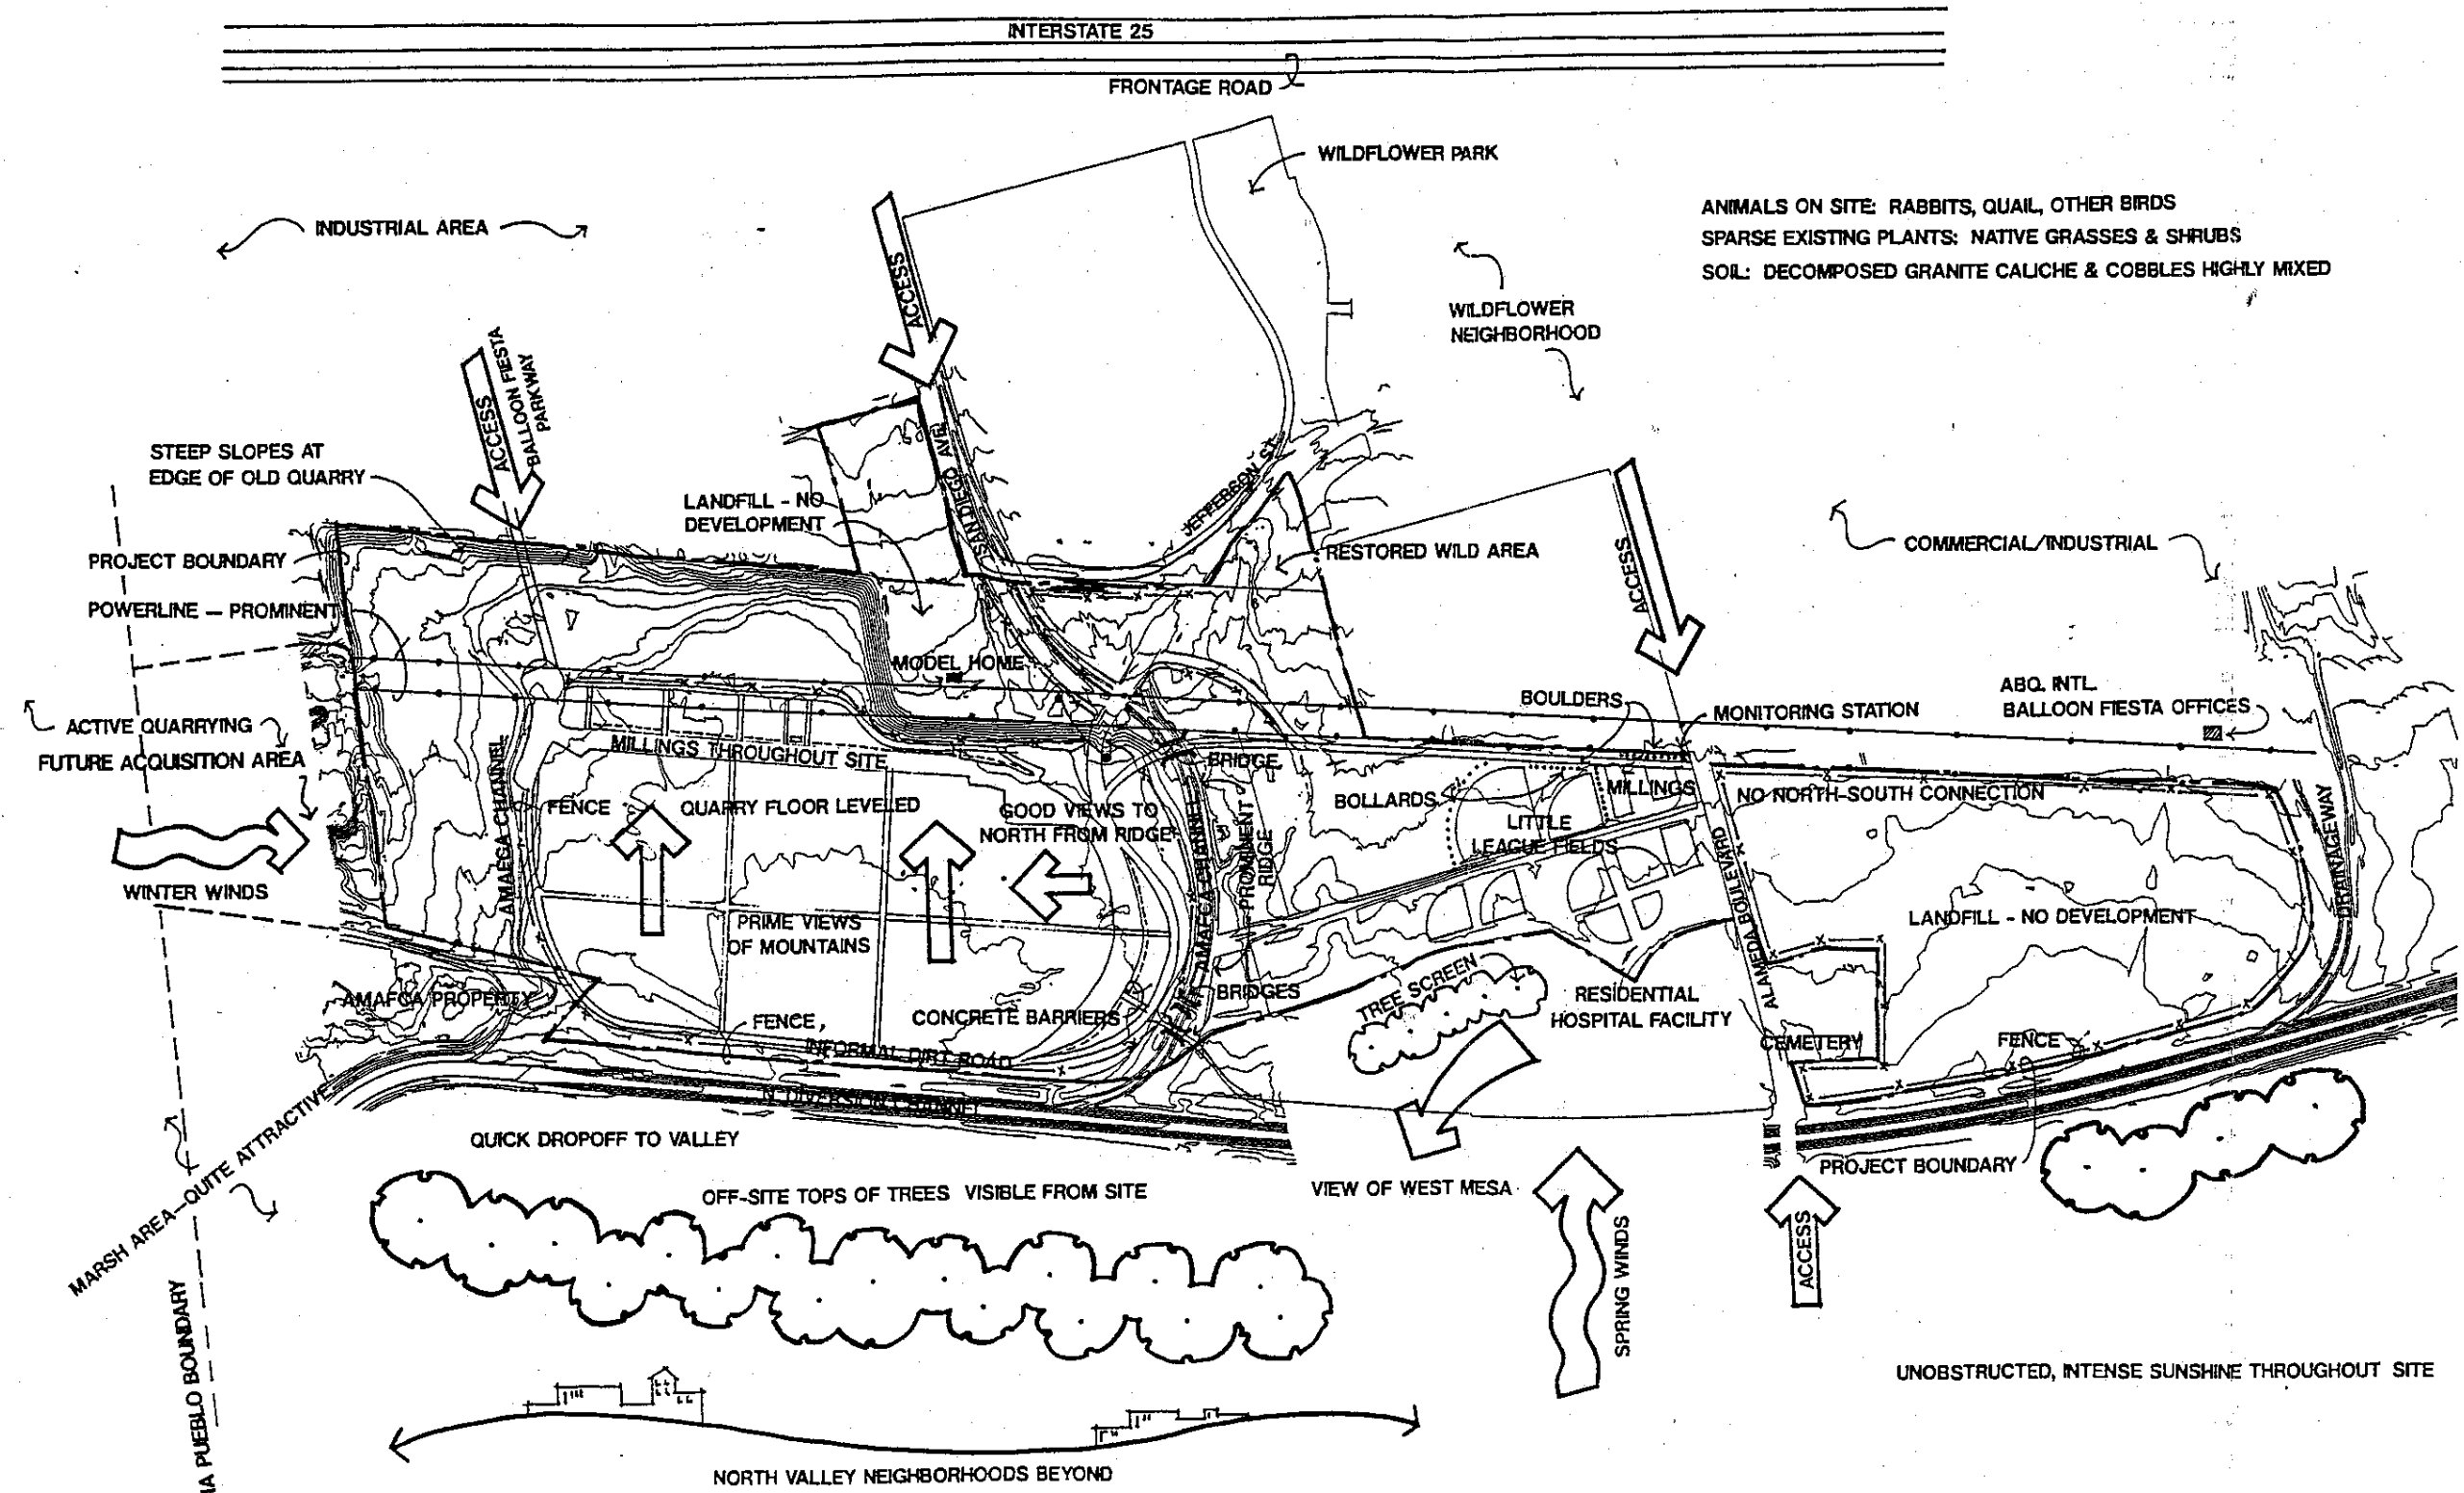 INTERSTATE 25
FRONTAGE ROAD
WILDFLOWER PARK
INDUSTRIAL AREA
ANIMALS ON SITE: RABBITS, QUAIL, OTHER BIRDS
SPARSE EXISTING PLANTS: NATIVE GRASSES & SHRUBS
SOIL: DECOMPOSED GRANITE CALICHE & COBBLES HIGHLY MIXED
ACCESS
WILDFLOWER
NEIGHBORHOOD
ACCESS
BALLOON FIESTA
PARKWAY
STEEP SLOPES AT
EDGE OF OLD QUARRY
LANDFILL - NO
DEVELOPMENT
SAN DIEGO AVE.
JEFFERSON ST.
PROJECT BOUNDARY
RESTORED WILD AREA
ACCESS
COMMERCIAL/INDUSTRIAL
POWERLINE — PROMINENT
MODEL HOME
BOULDERS
MONITORING STATION
ABQ. INTL.
BALLOON FIESTA OFFICES
ACTIVE QUARRYING
FUTURE ACQUISITION AREA
MILLINGS THROUGHOUT SITE
BRIDGE
AMAFCA CHANNEL
FENCE
QUARRY FLOOR LEVELED
GOOD VIEWS TO
NORTH FROM RIDGE
AMAFCA CHANNEL
PROMINENT
RIDGE
BOLLARDS
MILLINGS
LITTLE
LEAGUE FIELDS
NO NORTH-SOUTH CONNECTION
DRAINAGEWAY
WINTER WINDS
PRIME VIEWS
OF MOUNTAINS
ALAMEDA BOULEVARD
LANDFILL - NO DEVELOPMENT
AMAFCA PROPERTY
FENCE,
CONCRETE BARRIERS
BRIDGES
TREE SCREEN
RESIDENTIAL
HOSPITAL FACILITY
INFORMAL DIRT ROAD
CEMETERY
FENCE
N. DIVERSION CHANNEL
MARSH AREA—QUITE ATTRACTIVE
QUICK DROPOFF TO VALLEY
PROJECT BOUNDARY
OFF-SITE TOPS OF TREES VISIBLE FROM SITE
VIEW OF WEST MESA
SPRING WINDS
ACCESS
PUEBLO BOUNDARY
UNOBSTRUCTED, INTENSE SUNSHINE THROUGHOUT SITE
NORTH VALLEY NEIGHBORHOODS BEYOND